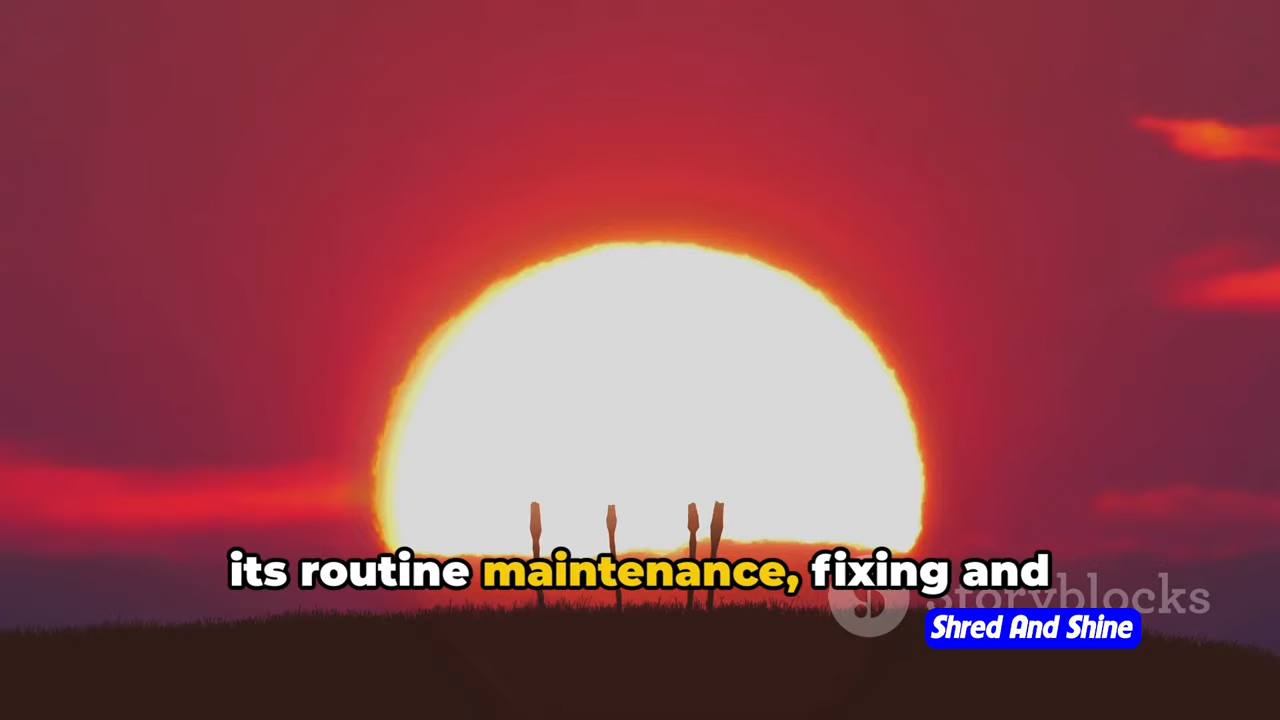 its routine maintenance, fixing and
Storyblocks
Shred And Shine